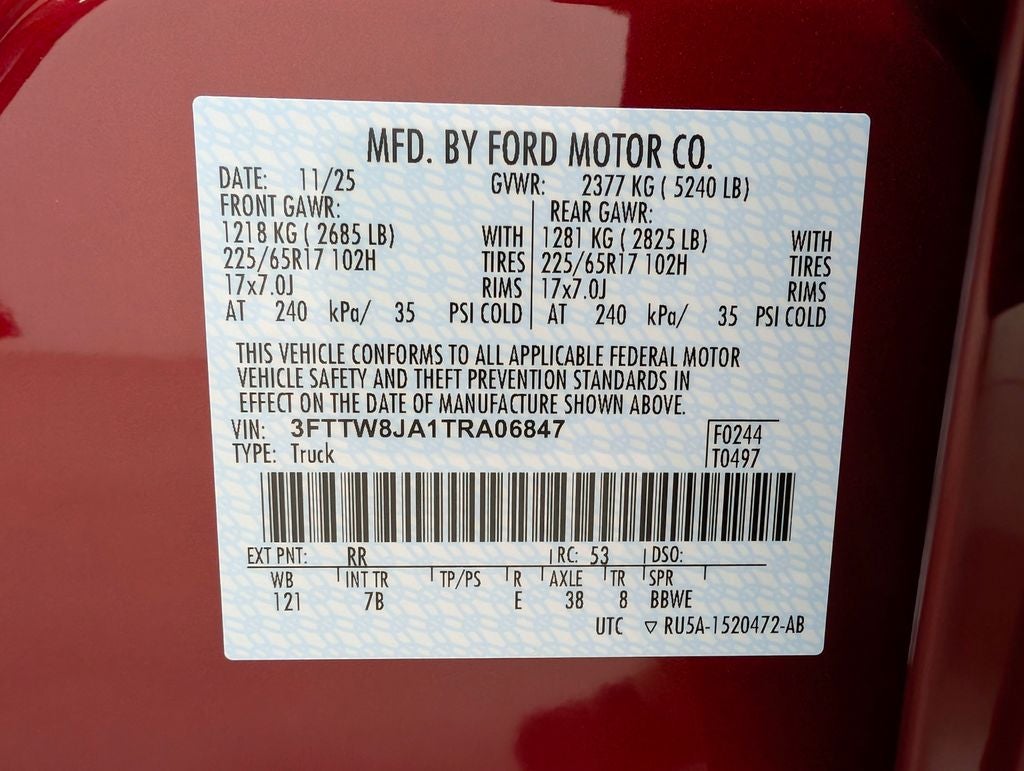 MFD. BY FORD MOTOR CO.
DATE: 11/25 GVWR: 2377 KG ( 5240 LB)
FRONT GAWR: REAR GAWR:
1218 KG ( 2685 LB) WITH 1281 KG ( 2825 LB) WITH
225/65R17 102H TIRES 225/65R17 102H TIRES
17x7.0J RIMS 17x7.0J RIMS
AT 240 kPa/ 35 PSI COLD AT 240 kPa/ 35 PSI COLD
THIS VEHICLE CONFORMS TO ALL APPLICABLE FEDERAL MOTOR
VEHICLE SAFETY AND THEFT PREVENTION STANDARDS IN
EFFECT ON THE DATE OF MANUFACTURE SHOWN ABOVE.
VIN: 3FTTW8JA1TRA06847 F0244
TYPE: Truck T0497
EXT PNT: RR RC: 53 DSO:
WB INT TR TP/PS R AXLE TR SPR
121 7B E 38 8 BBWE
UTC ▽ RU5A-1520472-AB